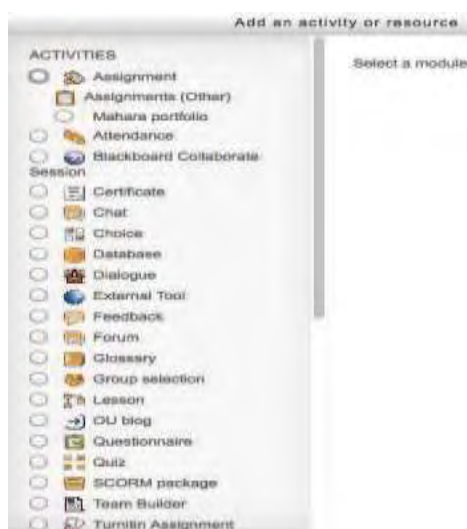 Add an activity or resource
ACTIVITIES
Select a module
Assignment
Assignments (Other)
Mahara portfolio
Attendance
Blackboard Collaborate
Session
Certificate
Chat
Choice
Database
Dialogue
External Tool
Feedback
Forum
Glossary
Group selection
Lesson
OU blog
Questionnaire
Quiz
SCORM package
Team Builder
Turnitin Assignment